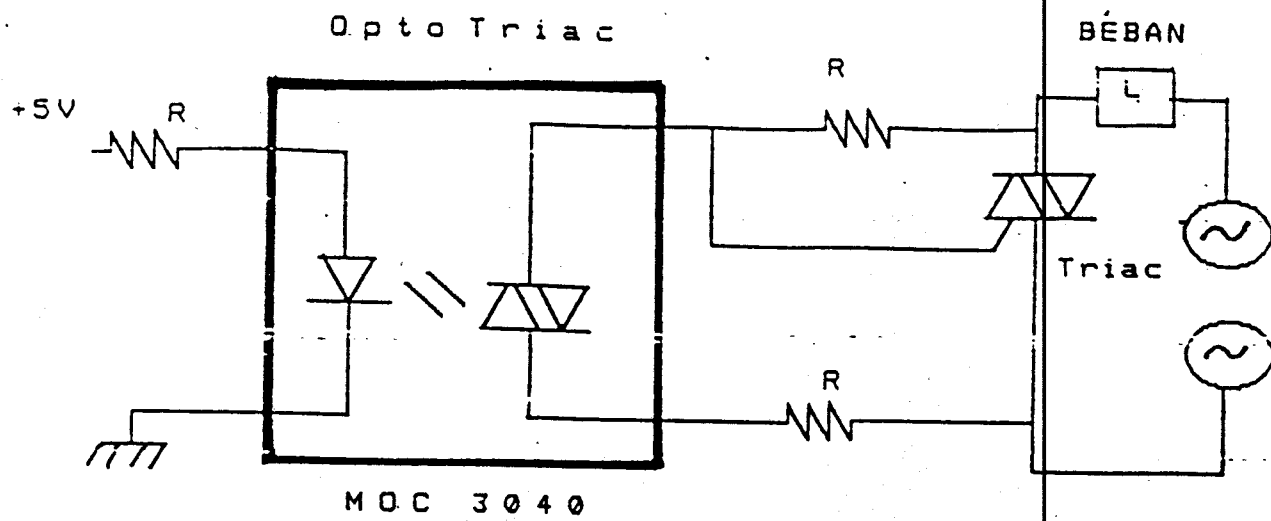 Opto Triac
BÉBAN
R
+5V
R
L
Triac
R
MOC 3040